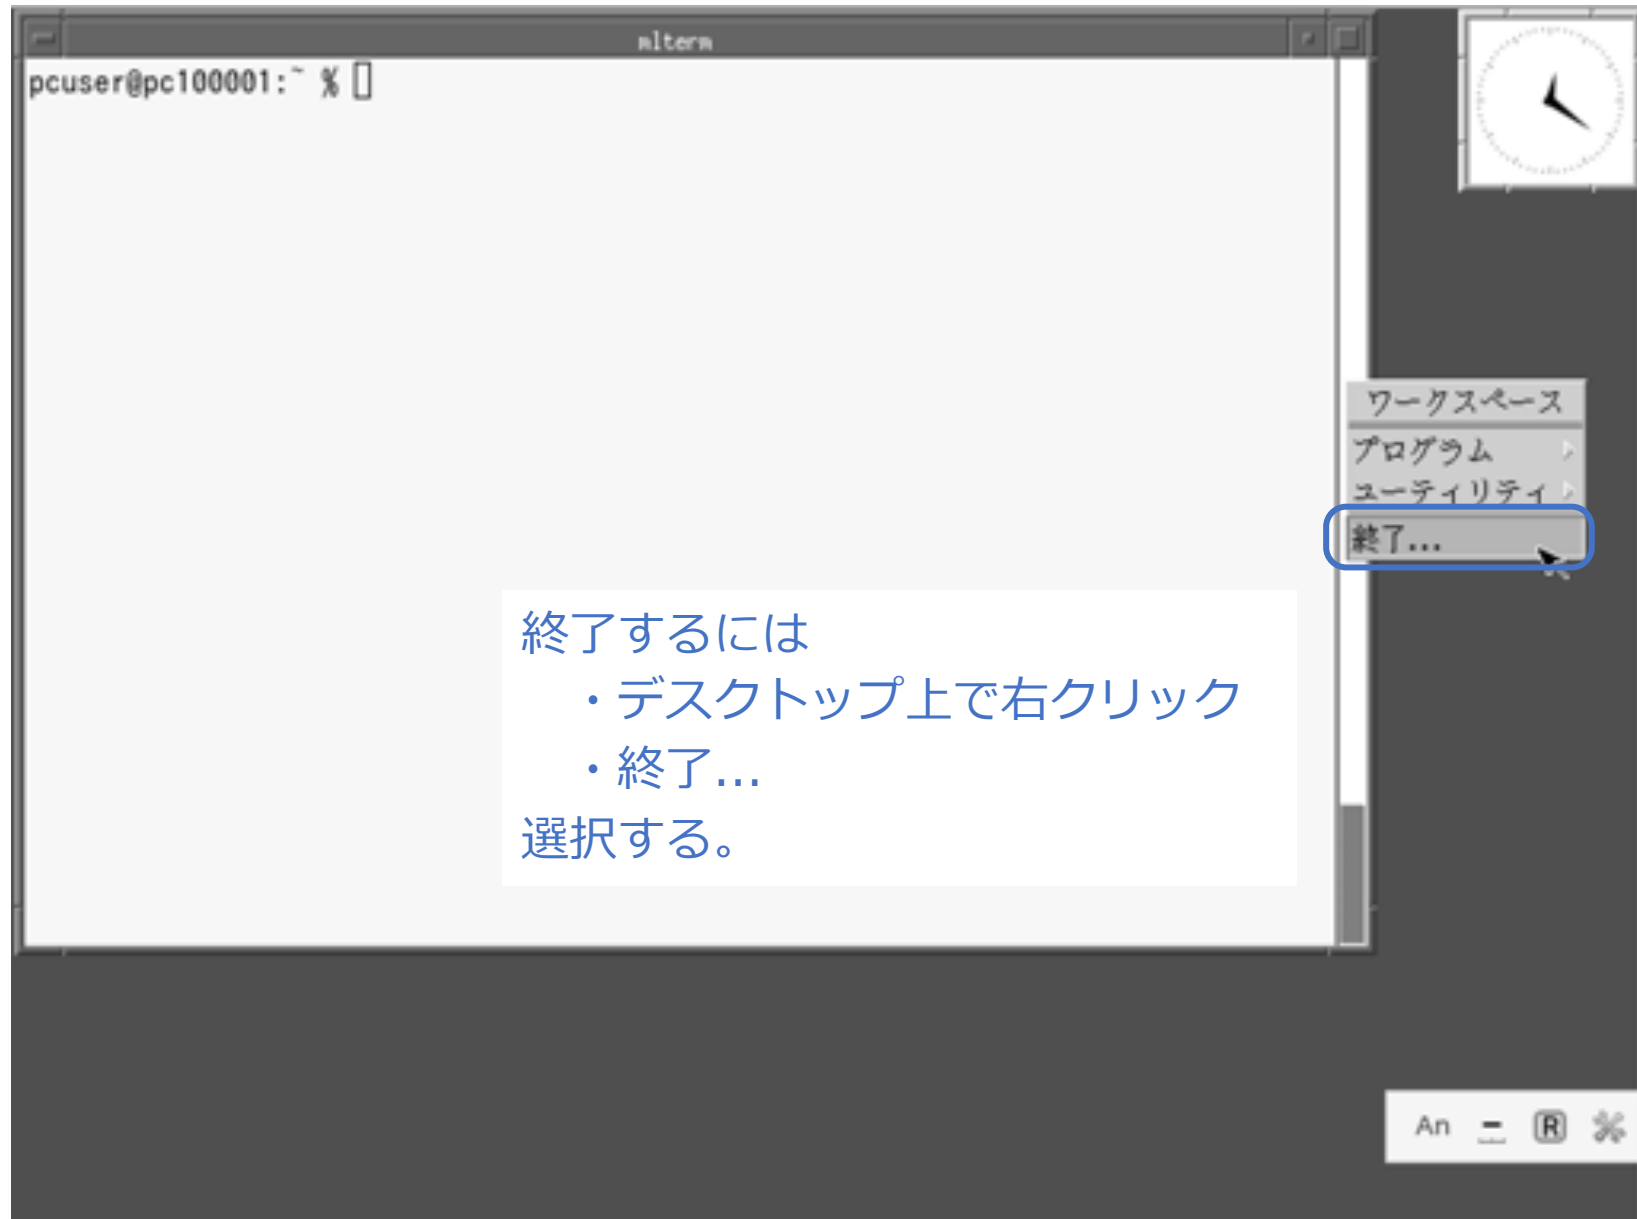 mlterm
pcuser@pc100001:~ %
ワークスペース
プログラム
ユーティリティ
終了...
終了するには
・デスクトップ上で右クリック
・終了...
選択する。
An
R